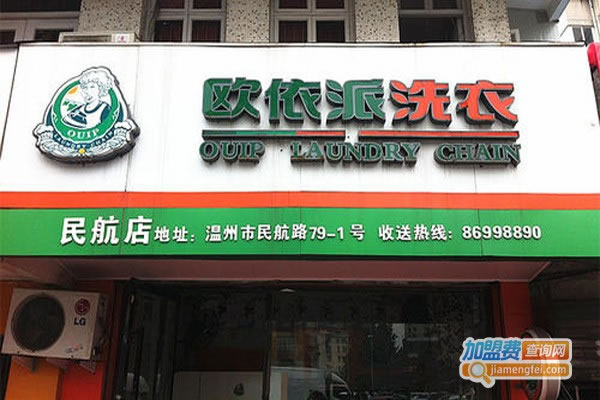 欧依派洗衣
OUIP LAUNDRY CHAIN
OUIP
LAUNDRY CHAIN
民航店 地址：温州市民航路79-1号 收送热线：86998890
LG
加盟费查询网
jiamengfei.com